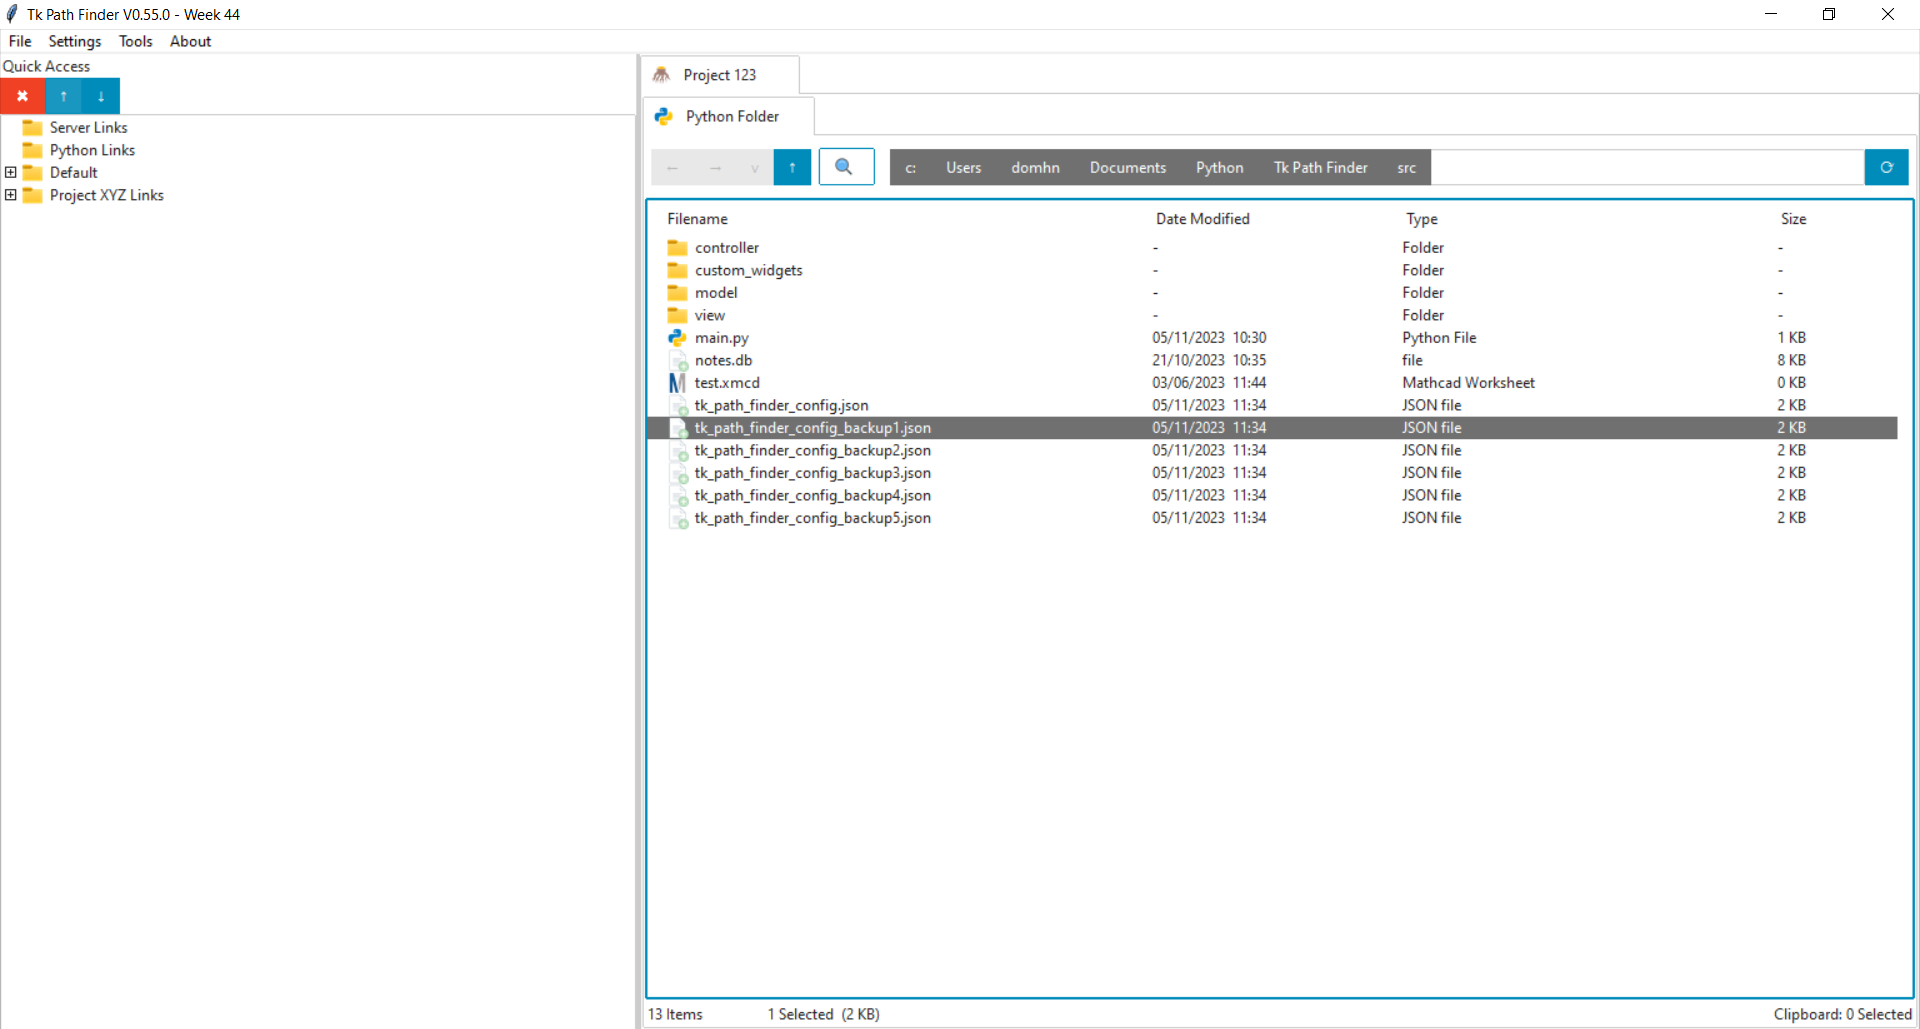 Tk Path Finder V0.55.0 - Week 44
File Settings Tools About
Quick Access
Server Links
Python Links
Default
Project XYZ Links
Project 123
Python Folder
c: Users domhn Documents Python Tk Path Finder src
Filename Date Modified Type Size
controller - Folder -
custom_widgets - Folder -
model - Folder -
view - Folder -
main.py 05/11/2023 10:30 Python File 1 KB
notes.db 21/10/2023 10:35 file 8 KB
test.xmcd 03/06/2023 11:44 Mathcad Worksheet 0 KB
tk_path_finder_config.json 05/11/2023 11:34 JSON file 2 KB
tk_path_finder_config_backup1.json 05/11/2023 11:34 JSON file 2 KB
tk_path_finder_config_backup2.json 05/11/2023 11:34 JSON file 2 KB
tk_path_finder_config_backup3.json 05/11/2023 11:34 JSON file 2 KB
tk_path_finder_config_backup4.json 05/11/2023 11:34 JSON file 2 KB
tk_path_finder_config_backup5.json 05/11/2023 11:34 JSON file 2 KB
13 Items 1 Selected (2 KB) Clipboard: 0 Selected